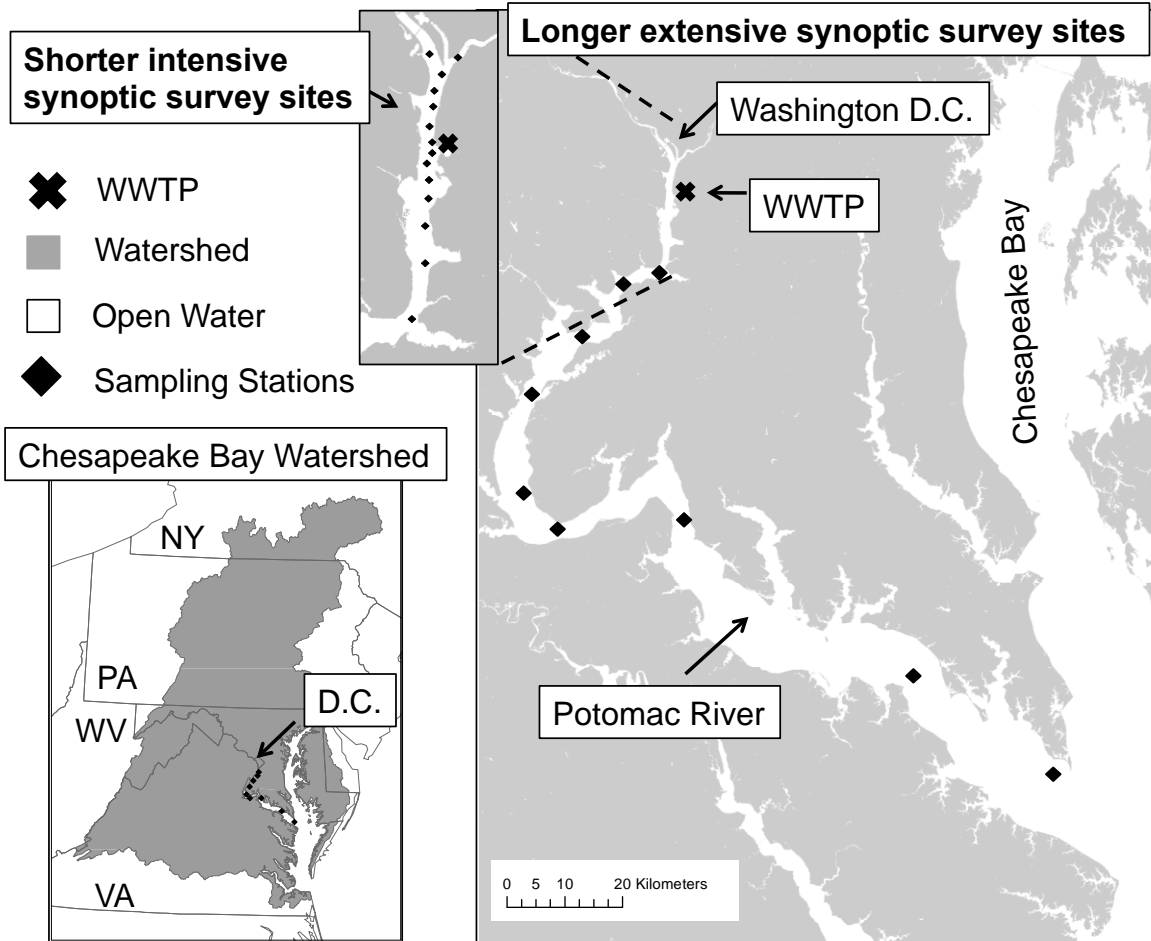 Shorter intensive
synoptic survey sites
Longer extensive synoptic survey sites
Washington D.C.
WWTP
WWTP
Watershed
Open Water
Sampling Stations
Chesapeake Bay
Chesapeake Bay Watershed
NY
PA
WV
D.C.
VA
Potomac River
0 5 10 20 Kilometers